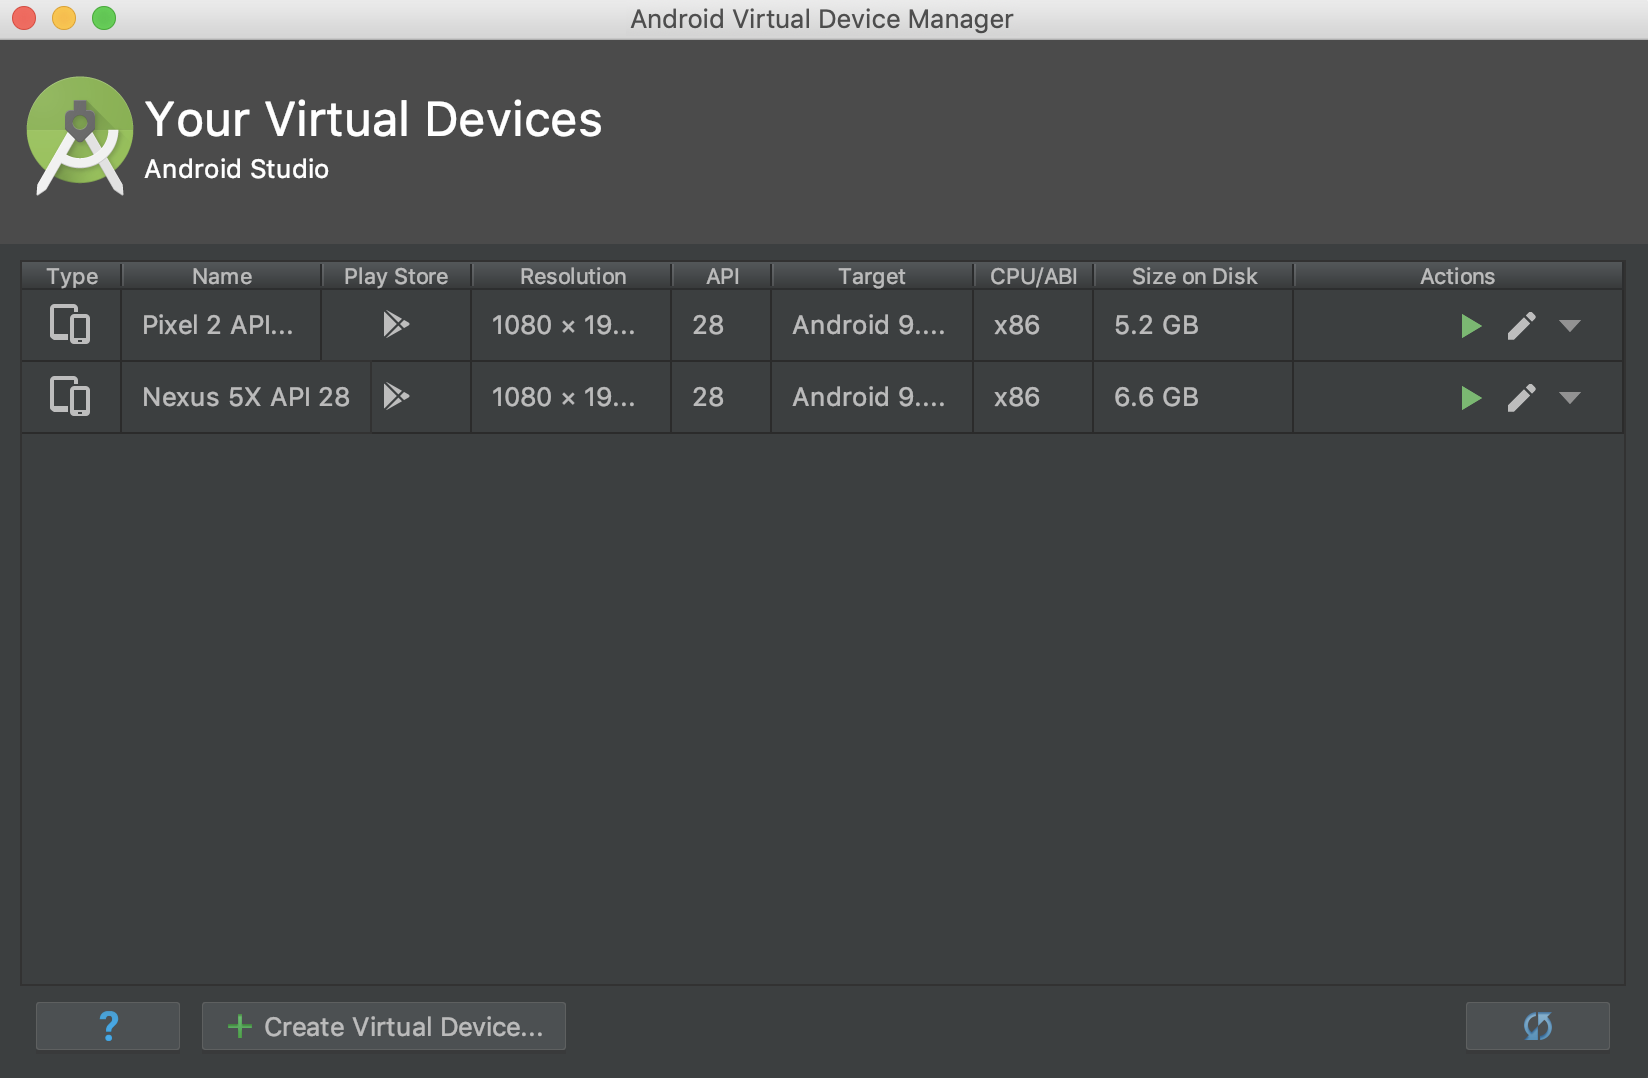 Android Virtual Device Manager
Your Virtual Devices
Android Studio
Type Name Play Store Resolution API Target CPU/ABI Size on Disk Actions
Pixel 2 API... 1080 × 19... 28 Android 9.... x86 5.2 GB
Nexus 5X API 28 1080 × 19... 28 Android 9.... x86 6.6 GB
? Create Virtual Device...